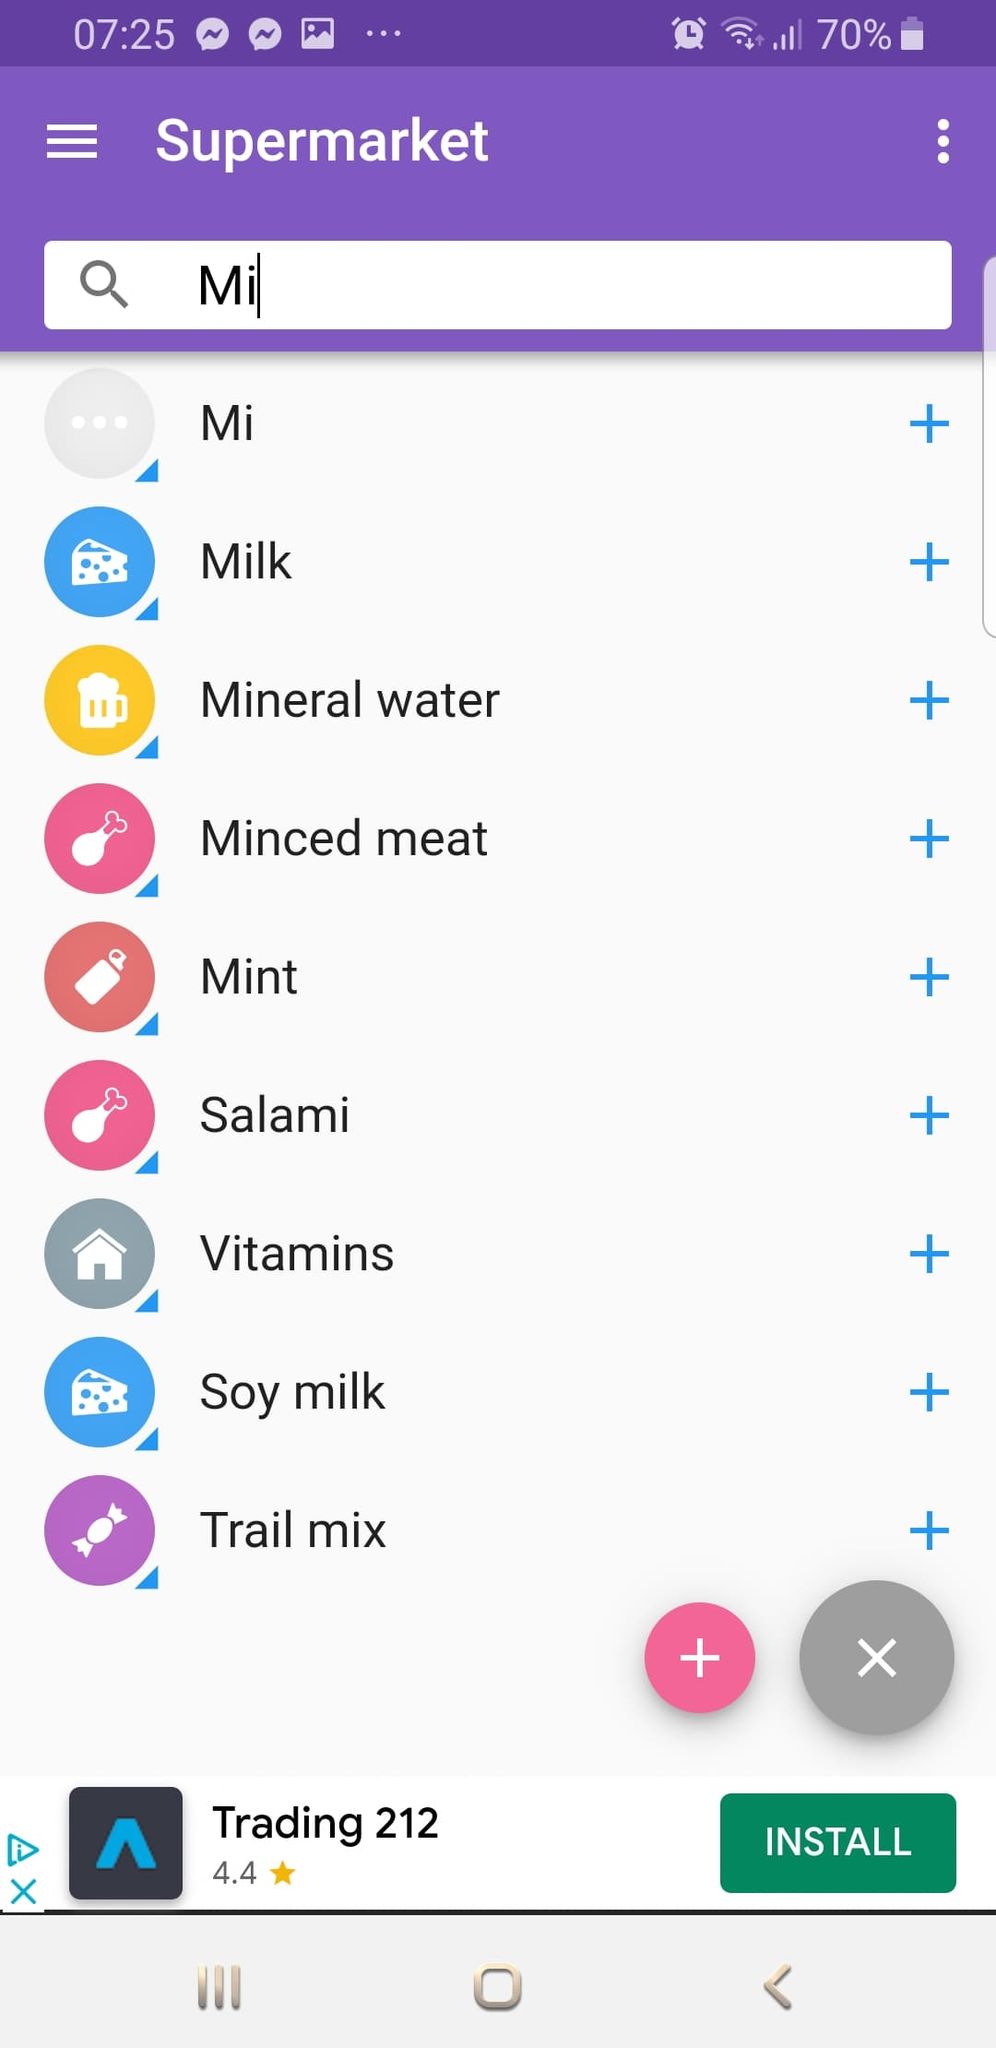 07:25 ... 70%
Supermarket
Mi
Mi
Milk
Mineral water
Minced meat
Mint
Salami
Vitamins
Soy milk
Trail mix
Trading 212
4.4
INSTALL